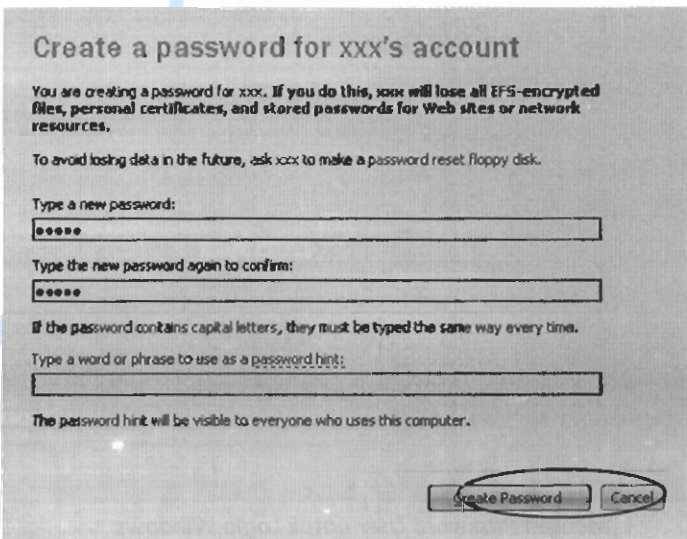 Create a password for xxx's account
You are creating a password for xxx. If you do this, xxx will lose all EFS-encrypted
files, personal certificates, and stored passwords for Web sites or network
resources.
To avoid losing data in the future, ask xxx to make a password reset floppy disk.
Type a new password:
●●●●●
Type the new password again to confirm:
●●●●●
If the password contains capital letters, they must be typed the same way every time.
Type a word or phrase to use as a password hint:
The password hint will be visible to everyone who uses this computer.
Create Password Cancel